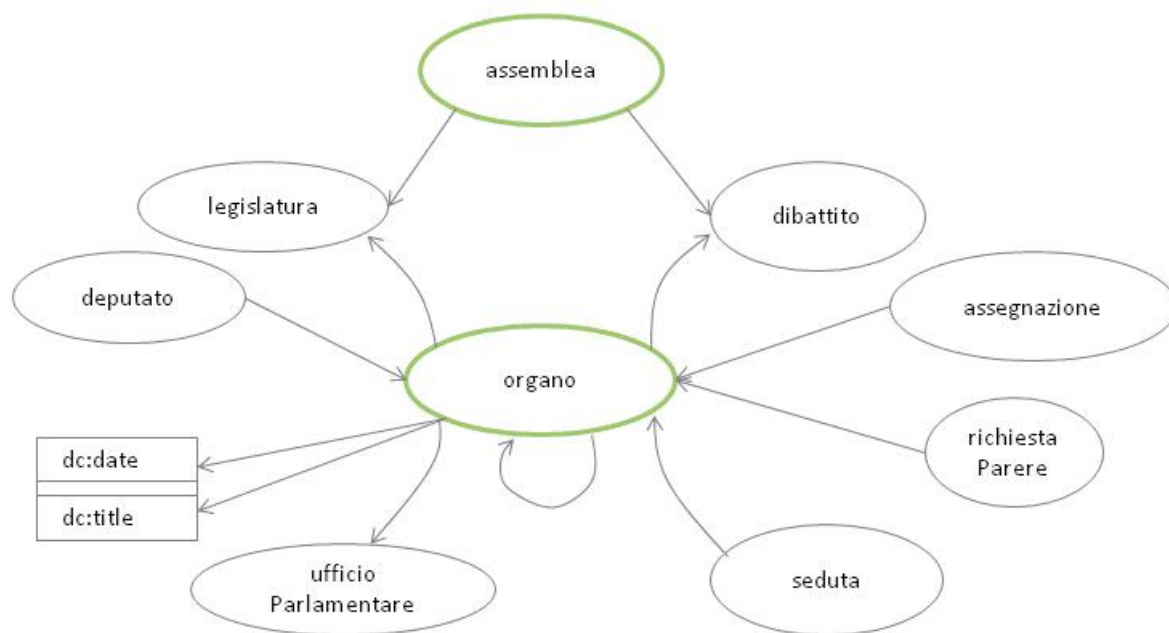 assemblea
legislatura
dibattito
deputato
assegnazione
organo
richiesta
Parere
dc:date
dc:title
ufficio
Parlamentare
seduta